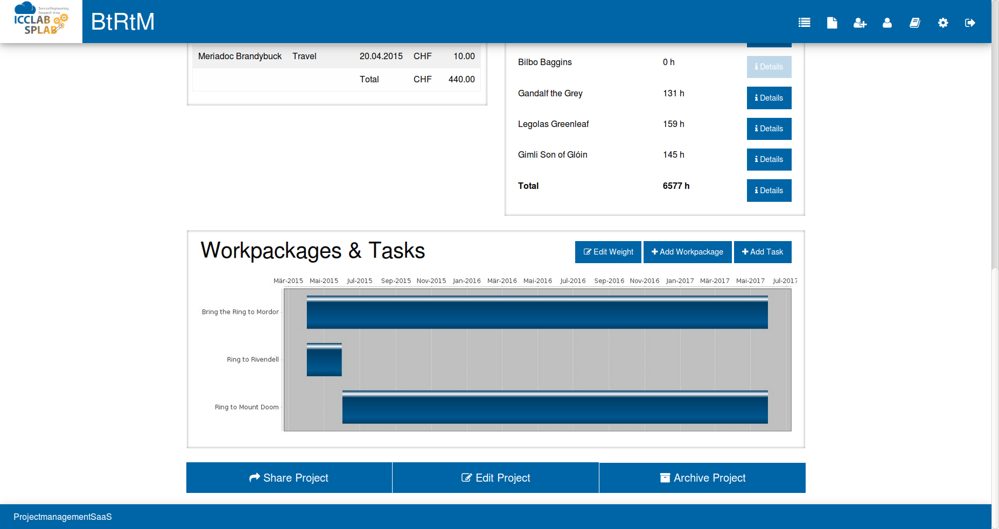 Service Engineering
Research Area
ICCLAB
SPLAB
BtRtM
Meriadoc Brandybuck Travel 20.04.2015 CHF 10.00
Total CHF 440.00
Bilbo Baggins 0 h Details
Gandalf the Grey 131 h Details
Legolas Greenleaf 159 h Details
Gimli Son of Glóin 145 h Details
Total 6577 h Details
Workpackages & Tasks
Edit Weight Add Workpackage Add Task
Mär-2015 Mai-2015 Jul-2015 Sep-2015 Nov-2015 Jan-2016 Mär-2016 Mai-2016 Jul-2016 Sep-2016 Nov-2016 Jan-2017 Mär-2017 Mai-2017 Jul-2017
Bring the Ring to Mordor
Ring to Rivendell
Ring to Mount Doom
Share Project Edit Project Archive Project
ProjectmanagementSaaS